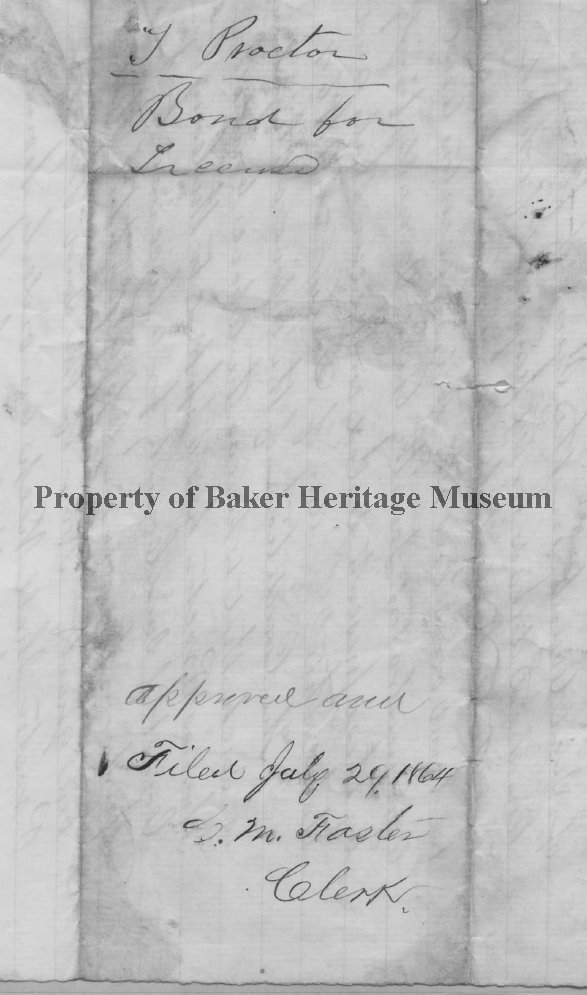 T Proctor
Bond for
License
Property of Baker Heritage Museum
approved and
Filed July 29, 1864
M. Foster
Clerk.